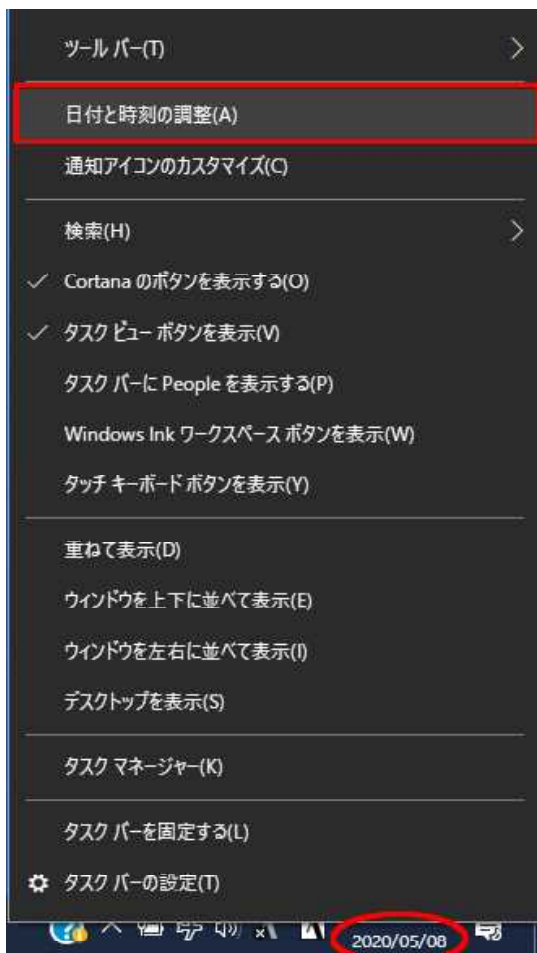 ツール バー(T)
日付と時刻の調整(A)
通知アイコンのカスタマイズ(C)
検索(H)
Cortana のボタンを表示する(O)
タスク ビュー ボタンを表示(V)
タスク バーに People を表示する(P)
Windows Ink ワークスペース ボタンを表示(W)
タッチ キーボード ボタンを表示(Y)
重ねて表示(D)
ウィンドウを上下に並べて表示(E)
ウィンドウを左右に並べて表示(I)
デスクトップを表示(S)
タスク マネージャー(K)
タスク バーを固定する(L)
タスク バーの設定(T)
2020/05/08